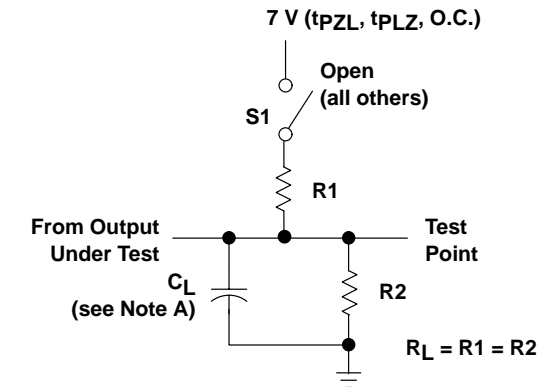 7 V (tPZL, tPLZ, O.C.)
Open
(all others)
S1
R1
From Output
Under Test
Test
Point
CL
(see Note A)
R2
RL = R1 = R2